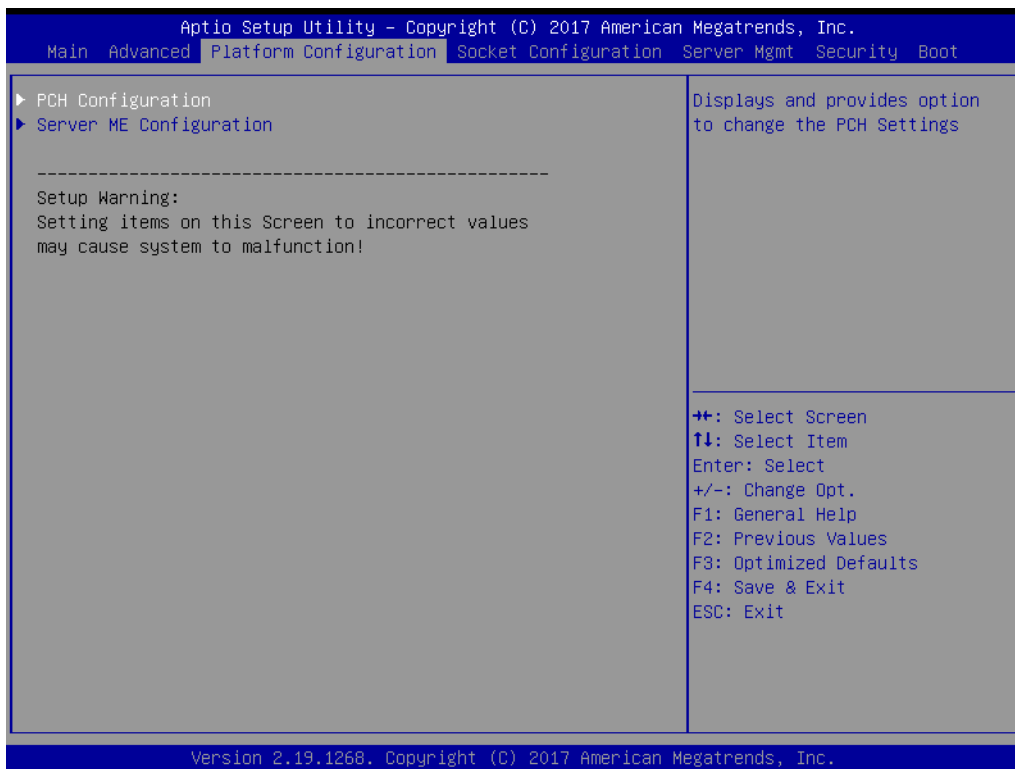 Aptio Setup Utility – Copyright (C) 2017 American Megatrends, Inc.
Main Advanced Platform Configuration Socket Configuration Server Mgmt Security Boot
PCH Configuration
Server ME Configuration
------------------------------------------------
Setup Warning:
Setting items on this Screen to incorrect values
may cause system to malfunction!
Displays and provides option
to change the PCH Settings
→←: Select Screen
↑↓: Select Item
Enter: Select
+/-: Change Opt.
F1: General Help
F2: Previous Values
F3: Optimized Defaults
F4: Save & Exit
ESC: Exit
Version 2.19.1268. Copyright (C) 2017 American Megatrends, Inc.